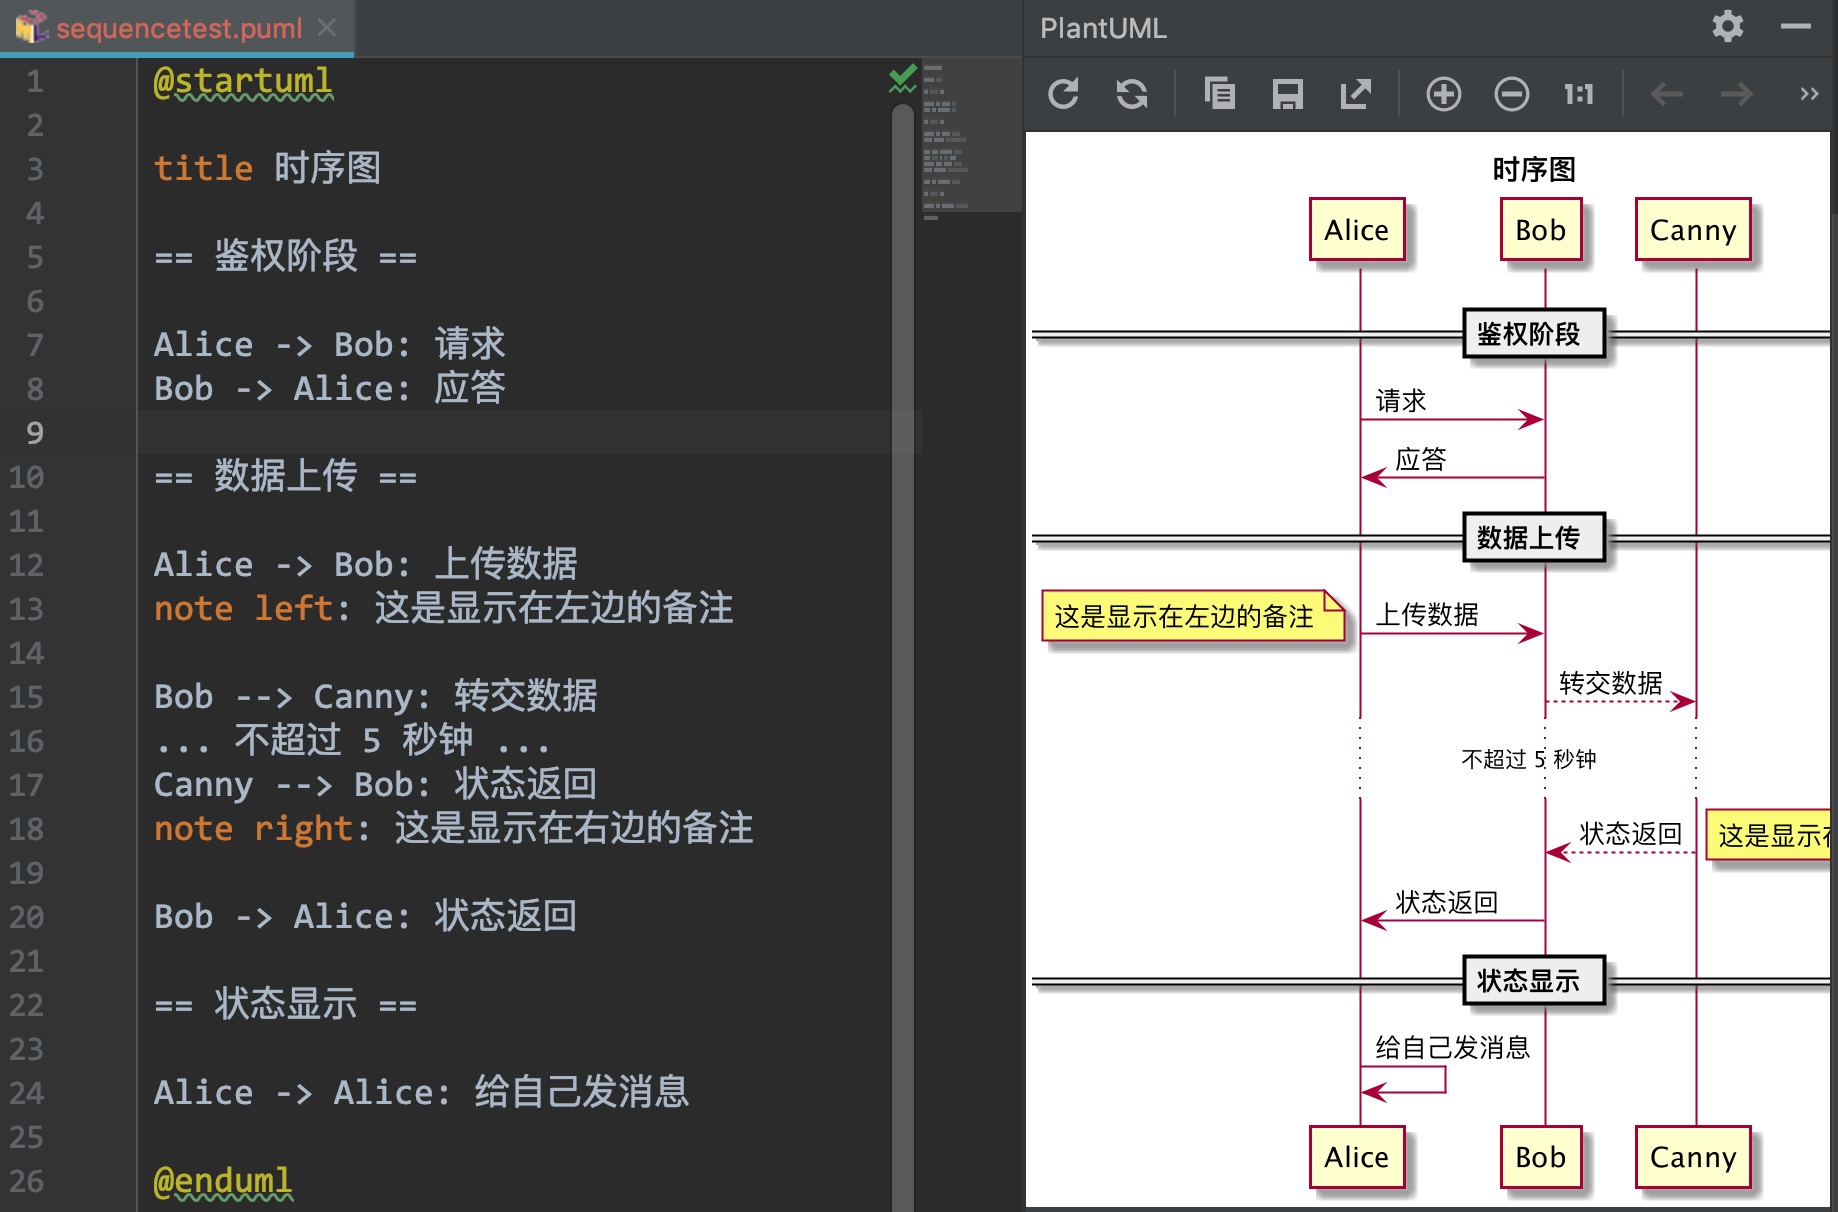 sequencetest.puml
1 @startuml
2
3 title 时序图
4
5 == 鉴权阶段 ==
6
7 Alice -> Bob: 请求
8 Bob -> Alice: 应答
9
10 == 数据上传 ==
11
12 Alice -> Bob: 上传数据
13 note left: 这是显示在左边的备注
14
15 Bob --> Canny: 转交数据
16 ... 不超过 5 秒钟 ...
17 Canny --> Bob: 状态返回
18 note right: 这是显示在右边的备注
19
20 Bob -> Alice: 状态返回
21
22 == 状态显示 ==
23
24 Alice -> Alice: 给自己发消息
25
26 @enduml
PlantUML
1:1
时序图
Alice Bob Canny
鉴权阶段
请求
应答
数据上传
这是显示在左边的备注 上传数据
转交数据
不超过 5 秒钟
状态返回 这是显示
状态返回
状态显示
给自己发消息
Alice Bob Canny